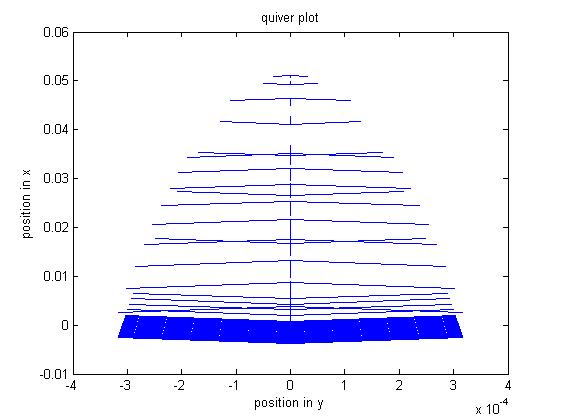 quiver plot
0.06
0.05
0.04
0.03
0.02
0.01
0
-0.01
position in x
-4 -3 -2 -1 0 1 2 3 4
position in y
x 10^-4